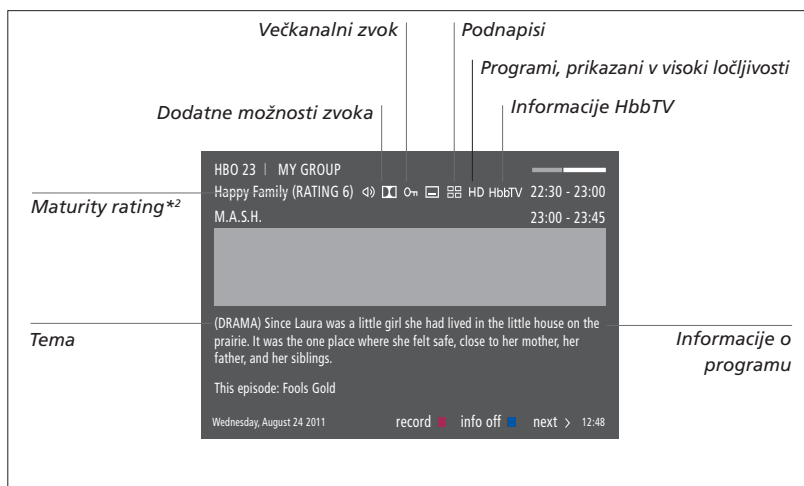 Večkanalni zvok
Podnapisi
Programi, prikazani v visoki ločljivosti
Dodatne možnosti zvoka
Informacije HbbTV
HBO 23 | MY GROUP
Happy Family (RATING 6) HD HbbTV 22:30 - 23:00
Maturity rating*2
M.A.S.H. 23:00 - 23:45
(DRAMA) Since Laura was a little girl she had lived in the little house on the
prairie. It was the one place where she felt safe, close to her mother, her
father, and her siblings.
Tema
Informacije o
programu
This episode: Fools Gold
Wednesday, August 24 2011 record info off next > 12:48